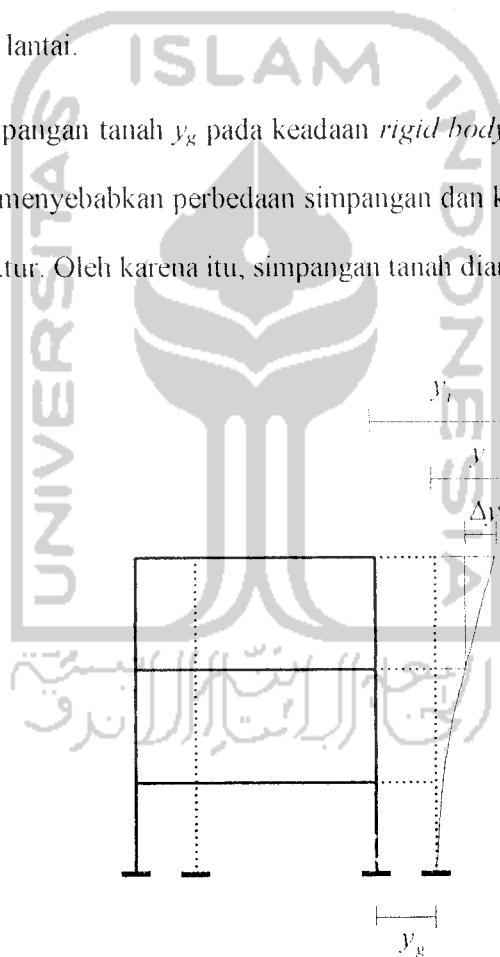 lantai.
ISLAM
pangan tanah y_g pada keadaan rigid body
menyebabkan perbedaan simpangan dan k
tur. Oleh karena itu, simpangan tanah diar
UNIVERSITAS
INDONESIA
y_t
y
Δy
y_g